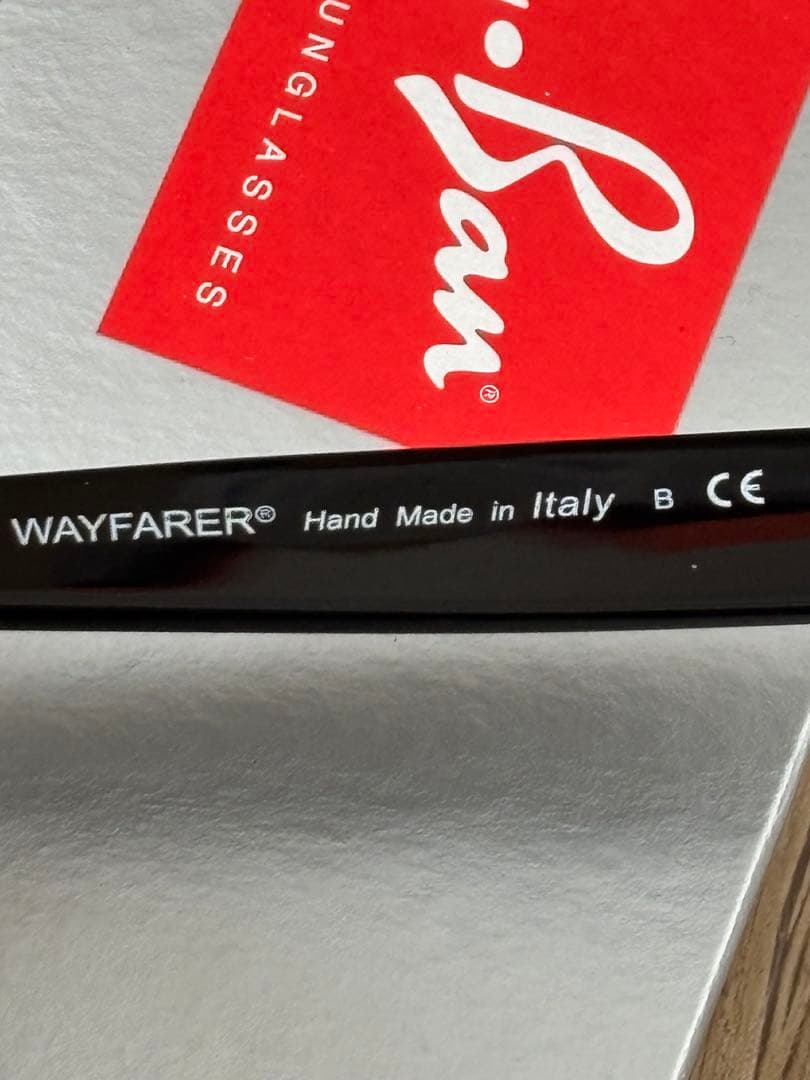 Ban®
UNGLASSES
WAYFARER® Hand Made in Italy B CE